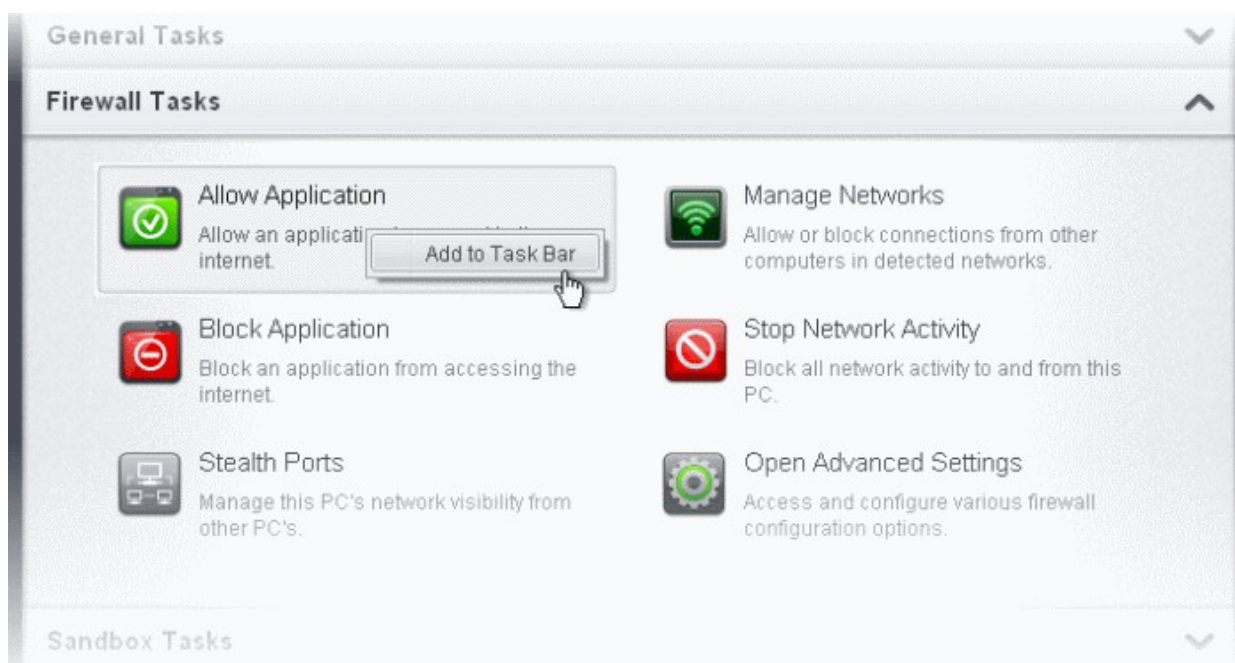 General Tasks
Firewall Tasks
Allow Application
Allow an
internet.
Add to Task Bar
Manage Networks
Allow or block connections from other
computers in detected networks.
Block Application
Block an application from accessing the
internet.
Stop Network Activity
Block all network activity to and from this
PC.
Stealth Ports
Manage this PC's network visibility from
other PC's.
Open Advanced Settings
Access and configure various firewall
configuration options.
Sandbox Tasks